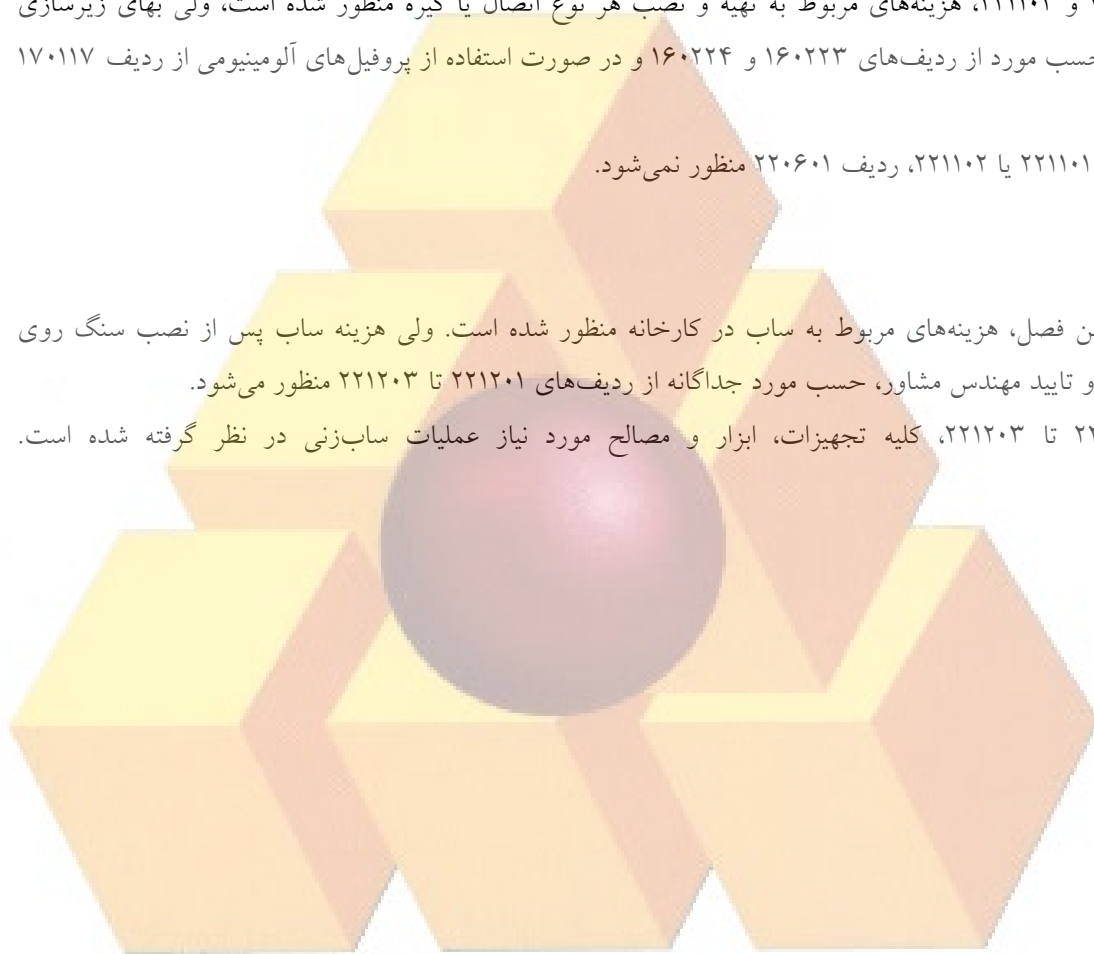 و ۲۲۱۱۰۲، هزینه‌های مربوط به تهیه و نصب هر نوع اتصال یا گیره منظور شده است، ولی بهای زیرسازی
حسب مورد از ردیف‌های ۱۶۰۲۲۳ و ۱۶۰۲۲۴ و در صورت استفاده از پروفیل‌های آلومینیومی از ردیف ۱۷۰۱۱۷
۲۲۱۱۰۱ یا ۲۲۱۱۰۲، ردیف ۲۲۰۶۰۱ منظور نمی‌شود.
ن فصل، هزینه‌های مربوط به ساب در کارخانه منظور شده است. ولی هزینه ساب پس از نصب سنگ روی
و تایید مهندس مشاور، حسب مورد جداگانه از ردیف‌های ۲۲۱۲۰۱ تا ۲۲۱۲۰۳ منظور می‌شود.
۲۲ تا ۲۲۱۲۰۳، کلیه تجهیزات، ابزار و مصالح مورد نیاز عملیات ساب‌زنی در نظر گرفته شده است.